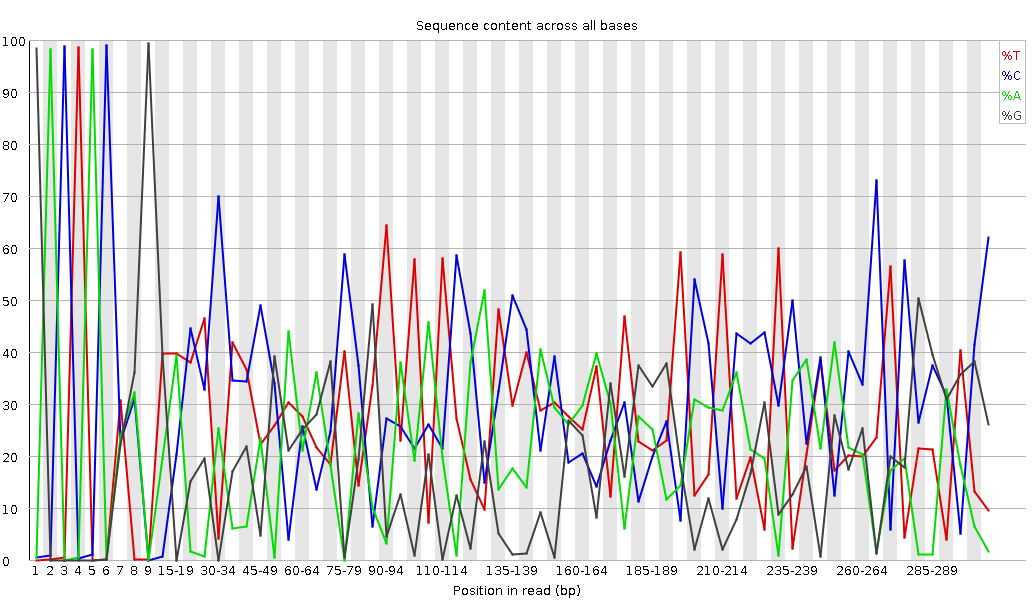 Sequence content across all bases
100
90
80
70
60
50
40
30
20
10
0
%T
%C
%A
%G
1 2 3 4 5 6 7 8 9 15-19 30-34 45-49 60-64 75-79 90-94 110-114 135-139 160-164 185-189 210-214 235-239 260-264 285-289
Position in read (bp)